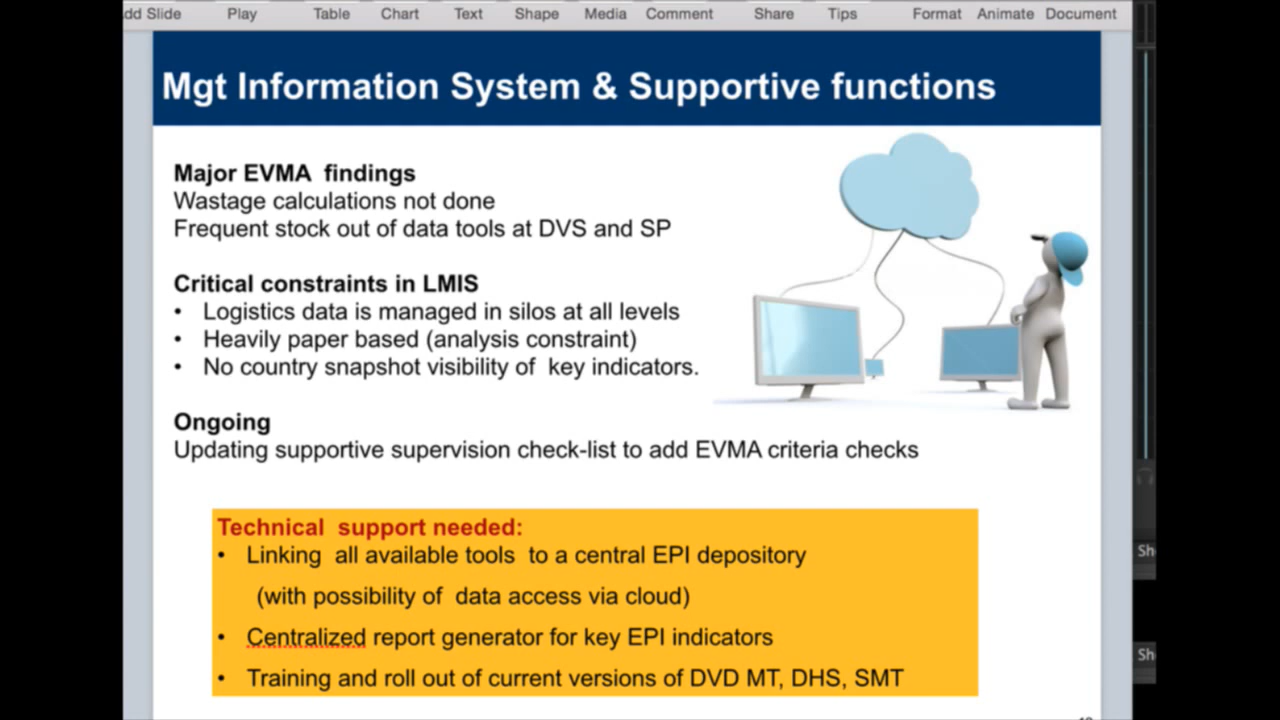 dd Slide Play Table Chart Text Shape Media Comment Share Tips Format Animate Document
Mgt Information System & Supportive functions
Major EVMA  findings
Wastage calculations not done
Frequent stock out of data tools at DVS and SP
Critical constraints in LMIS
• Logistics data is managed in silos at all levels
• Heavily paper based (analysis constraint)
• No country snapshot visibility of  key indicators.
Ongoing
Updating supportive supervision check-list to add EVMA criteria checks
Technical  support needed:
• Linking  all available tools  to a central EPI depository
(with possibility of  data access via cloud)
• Centralized report generator for key EPI indicators
• Training and roll out of current versions of DVD MT, DHS, SMT
Sh
Sh